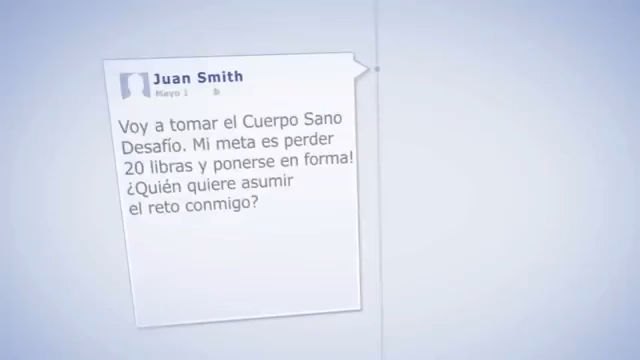 Juan Smith
Mayo 1
Voy a tomar el Cuerpo Sano
Desafío. Mi meta es perder
20 libras y ponerse en forma!
¿Quién quiere asumir
el reto conmigo?